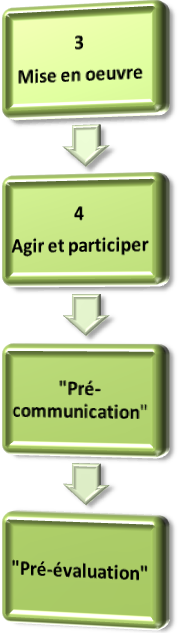 3
Mise en oeuvre
4
Agir et participer
"Pré-
communication"
"Pré-évaluation"